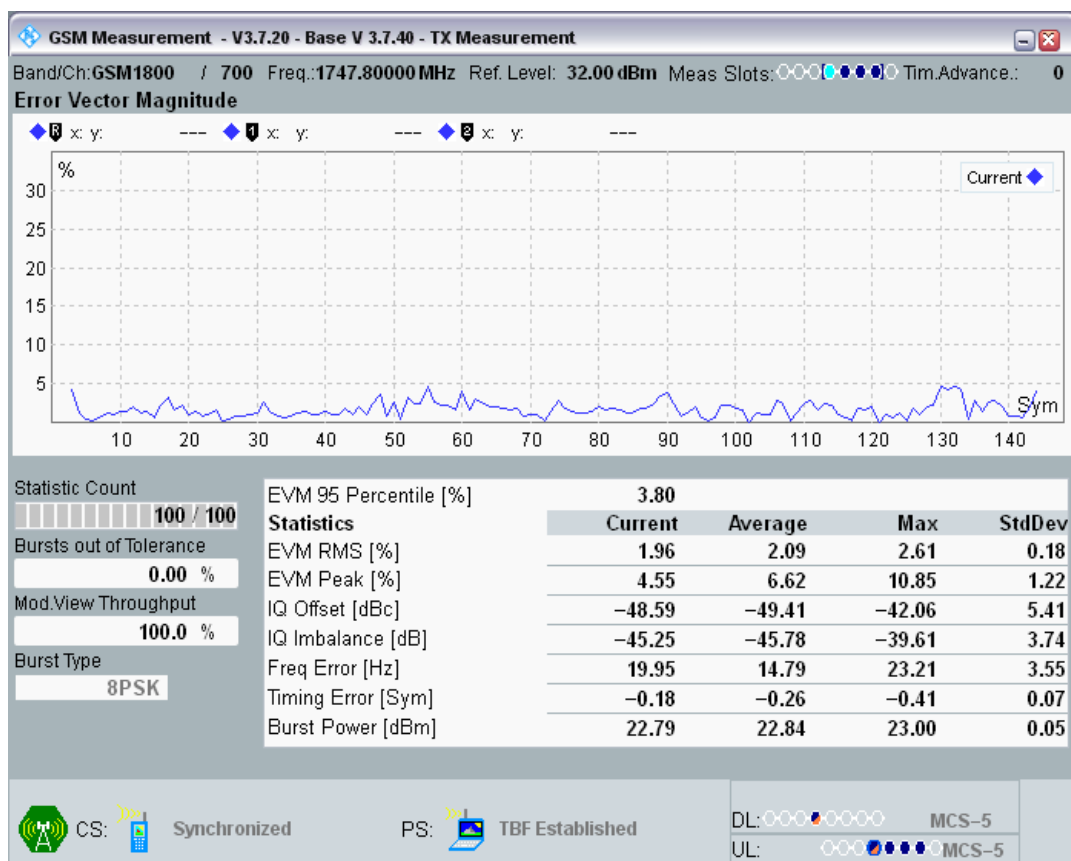 GSM Measurement - V3.7.20 - Base V 3.7.40 - TX Measurement
Band/Ch:GSM1800 / 700 Freq.:1747.80000 MHz Ref. Level: 32.00 dBm Meas Slots: Tim.Advance.: 0
Error Vector Magnitude
R x: y: --- 1 x: y: --- 2 x: y: ---
%
Current
30
25
20
15
10
5
Sym
10 20 30 40 50 60 70 80 90 100 110 120 130 140
Statistic Count
100 / 100
Bursts out of Tolerance
0.00 %
Mod.View Throughput
100.0 %
Burst Type
8PSK
EVM 95 Percentile [%] 3.80
Statistics Current Average Max StdDev
EVM RMS [%] 1.96 2.09 2.61 0.18
EVM Peak [%] 4.55 6.62 10.85 1.22
IQ Offset [dBc] −48.59 −49.41 −42.06 5.41
IQ Imbalance [dB] −45.25 −45.78 −39.61 3.74
Freq Error [Hz] 19.95 14.79 23.21 3.55
Timing Error [Sym] −0.18 −0.26 −0.41 0.07
Burst Power [dBm] 22.79 22.84 23.00 0.05
CS: Synchronized PS: TBF Established
DL: MCS−5
UL: MCS−5